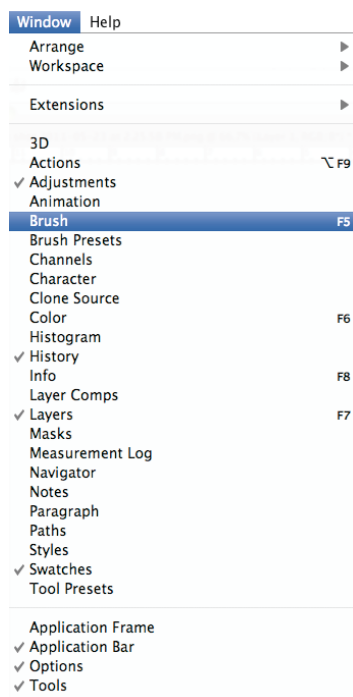 Window Help
Arrange
Workspace
Extensions
3D
Actions ⌥F9
✓ Adjustments
Animation
Brush F5
Brush Presets
Channels
Character
Clone Source
Color F6
Histogram
✓ History
Info F8
Layer Comps
✓ Layers F7
Masks
Measurement Log
Navigator
Notes
Paragraph
Paths
Styles
✓ Swatches
Tool Presets
Application Frame
✓ Application Bar
✓ Options
✓ Tools